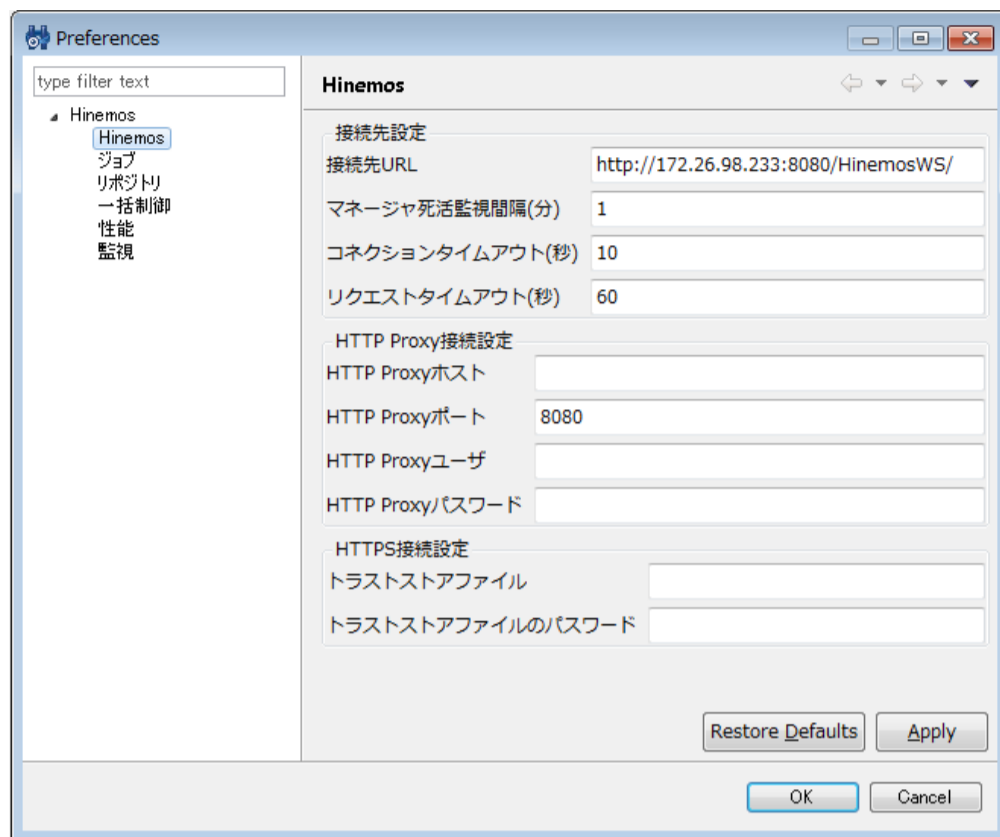 Preferences
type filter text
Hinemos
Hinemos
ジョブ
リポジトリ
一括制御
性能
監視
Hinemos
接続先設定
接続先URL http://172.26.98.233:8080/HinemosWS/
マネージャ死活監視間隔(分) 1
コネクションタイムアウト(秒) 10
リクエストタイムアウト(秒) 60
HTTP Proxy接続設定
HTTP Proxyホスト
HTTP Proxyポート 8080
HTTP Proxyユーザ
HTTP Proxyパスワード
HTTPS接続設定
トラストストアファイル
トラストストアファイルのパスワード
Restore Defaults Apply
OK Cancel